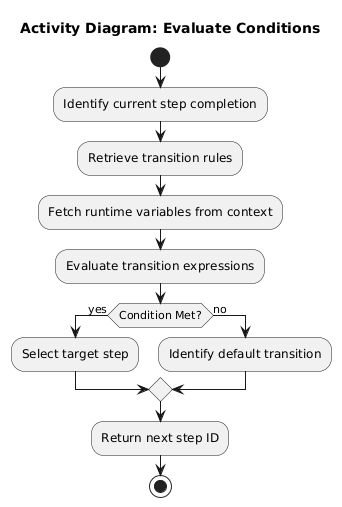 Activity Diagram: Evaluate Conditions
Identify current step completion
Retrieve transition rules
Fetch runtime variables from context
Evaluate transition expressions
yes
Condition Met?
no
Select target step
Identify default transition
Return next step ID